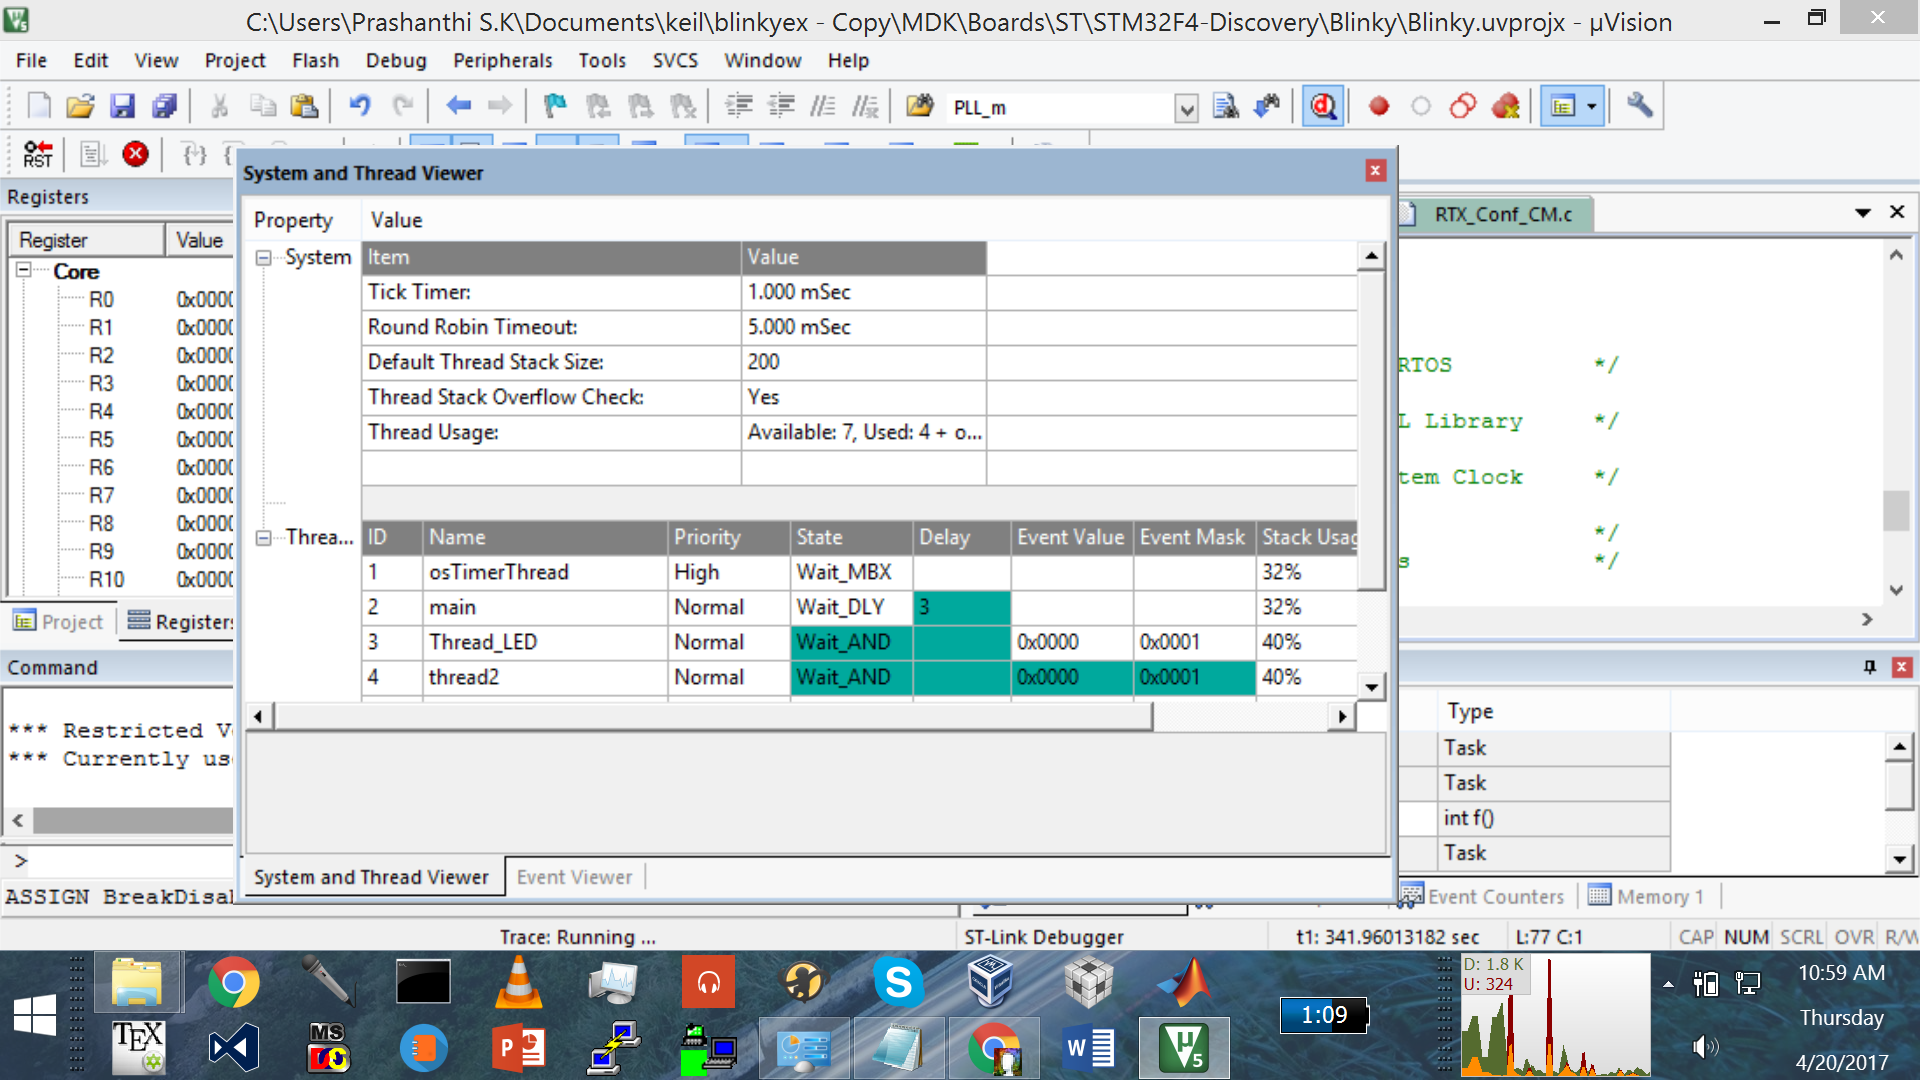 C:\Users\Prashanthi S.K\Documents\keil\blinkyex - Copy\MDK\Boards\ST\STM32F4-Discovery\Blinky\Blinky.uvprojx - µVision
File Edit View Project Flash Debug Peripherals Tools SVCS Window Help
PLL_m
RST
System and Thread Viewer
Registers
Property Value
RTX_Conf_CM.c
Register Value
System Item Value
Core
Tick Timer: 1.000 mSec
R0 0x0000
Round Robin Timeout: 5.000 mSec
R1 0x0000
R2 0x0000
Default Thread Stack Size: 200
RTOS */
R3 0x0000
Thread Stack Overflow Check: Yes
R4 0x0000
L Library */
Thread Usage: Available: 7, Used: 4 + o...
R5 0x0000
R6 0x0000
tem Clock */
R7 0x0000
R8 0x0000
Threa... ID Name Priority State Delay Event Value Event Mask Stack Usag
*/
R9 0x0000
s */
1 osTimerThread High Wait_MBX 32%
R10 0x0000
2 main Normal Wait_DLY 3 32%
Project Registers
3 Thread_LED Normal Wait_AND 0x0000 0x0001 40%
Command
4 thread2 Normal Wait_AND 0x0000 0x0001 40%
Type
*** Restricted V
Task
*** Currently us
Task
int f()
Task
>
System and Thread Viewer Event Viewer
ASSIGN BreakDisa
Event Counters Memory 1
Trace: Running ... ST-Link Debugger t1: 341.96013182 sec L:77 C:1 CAP NUM SCRL OVR R/W
D: 1.8 K
U: 324
10:59 AM
1:09
Thursday
4/20/2017
TEX
MS
DOS
P
W
S
µ5